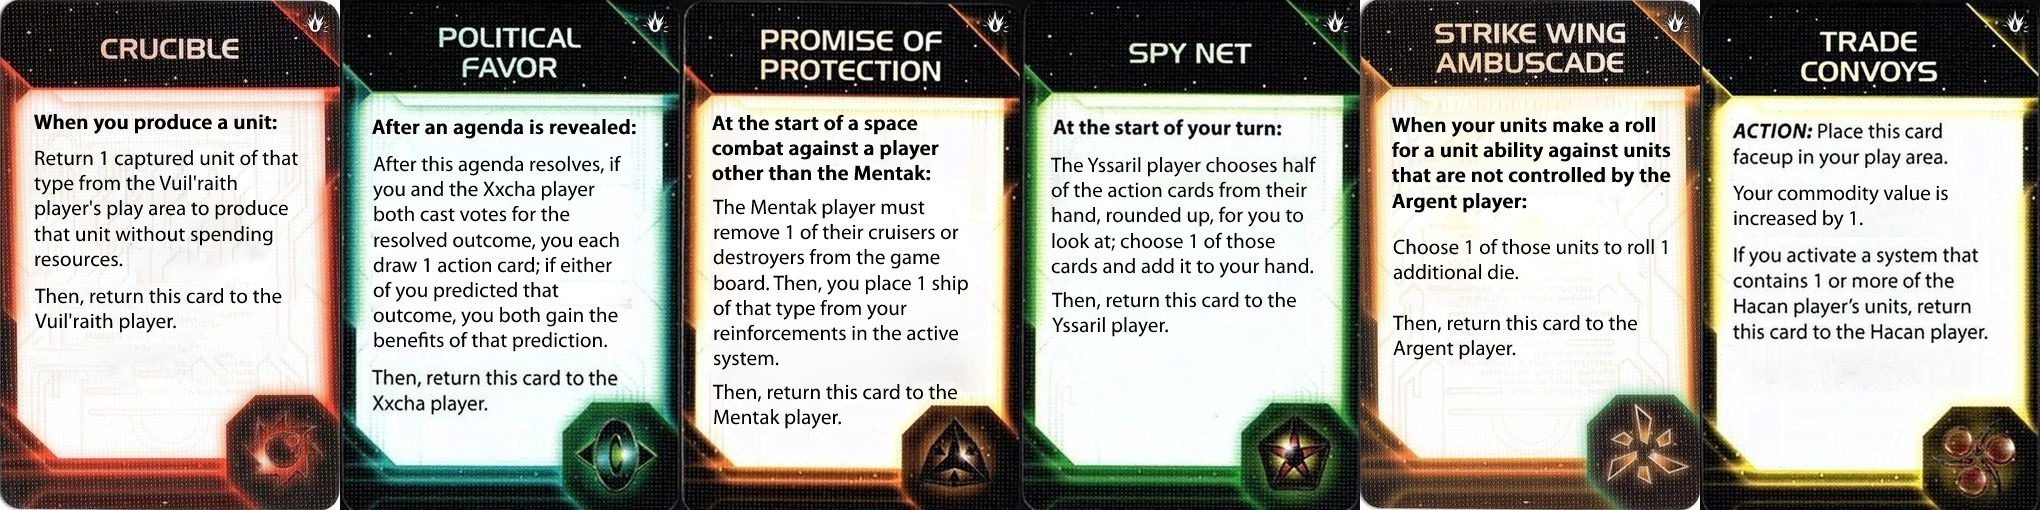 CRUCIBLE
When you produce a unit:
Return 1 captured unit of that
type from the Vuil'raith
player's play area to produce
that unit without spending
resources.
Then, return this card to the
Vuil'raith player.
POLITICAL
FAVOR
After an agenda is revealed:
After this agenda resolves, if
you and the Xxcha player
both cast votes for the
resolved outcome, you each
draw 1 action card; if either
of you predicted that
outcome, you both gain the
benefits of that prediction.
Then, return this card to the
Xxcha player.
PROMISE OF
PROTECTION
At the start of a space
combat against a player
other than the Mentak:
The Mentak player must
remove 1 of their cruisers or
destroyers from the game
board. Then, you place 1 ship
of that type from your
reinforcements in the active
system.
Then, return this card to the
Mentak player.
SPY NET
At the start of your turn:
The Yssaril player chooses half
of the action cards from their
hand, rounded up, for you to
look at; choose 1 of those
cards and add it to your hand.
Then, return this card to the
Yssaril player.
STRIKE WING
AMBUSCADE
When your units make a roll
for a unit ability against units
that are not controlled by the
Argent player:
Choose 1 of those units to roll 1
additional die.
Then, return this card to the
Argent player.
TRADE
CONVOYS
ACTION: Place this card
faceup in your play area.
Your commodity value is
increased by 1.
If you activate a system that
contains 1 or more of the
Hacan player’s units, return
this card to the Hacan player.